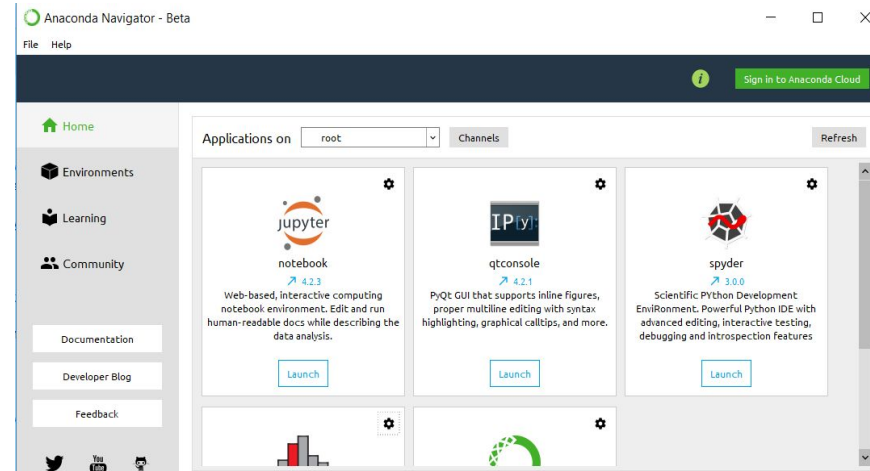 Anaconda Navigator - Beta
File Help
Sign in to Anaconda Cloud
Home
Applications on root Channels Refresh
Environments
Learning
Community
Documentation
Developer Blog
Feedback
You
Tube
jupyter
notebook
4.2.3
Web-based, interactive computing
notebook environment. Edit and run
human-readable docs while describing the
data analysis.
Launch
IP[y]:
qtconsole
4.2.1
PyQt GUI that supports inline figures,
proper multiline editing with syntax
highlighting, graphical calltips, and more.
Launch
spyder
3.0.0
Scientific PYthon Development
EnviRonment. Powerful Python IDE with
advanced editing, interactive testing,
debugging and introspection features
Launch